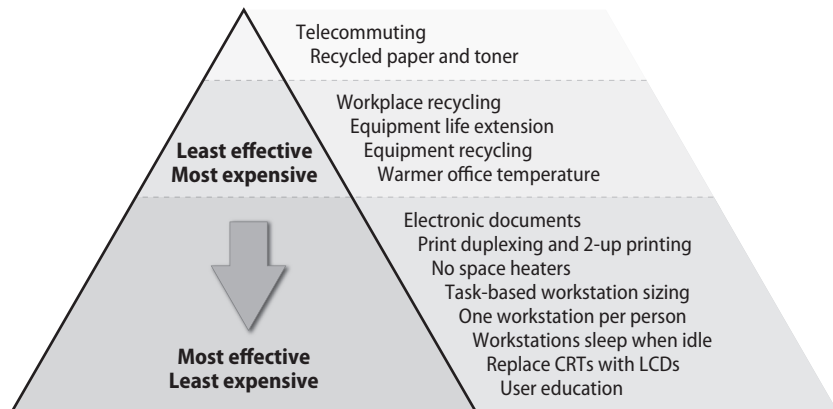 Telecommuting
Recycled paper and toner
Workplace recycling
Equipment life extension
Equipment recycling
Warmer office temperature
Least effective
Most expensive
Electronic documents
Print duplexing and 2-up printing
No space heaters
Task-based workstation sizing
One workstation per person
Workstations sleep when idle
Replace CRTs with LCDs
User education
Most effective
Least expensive